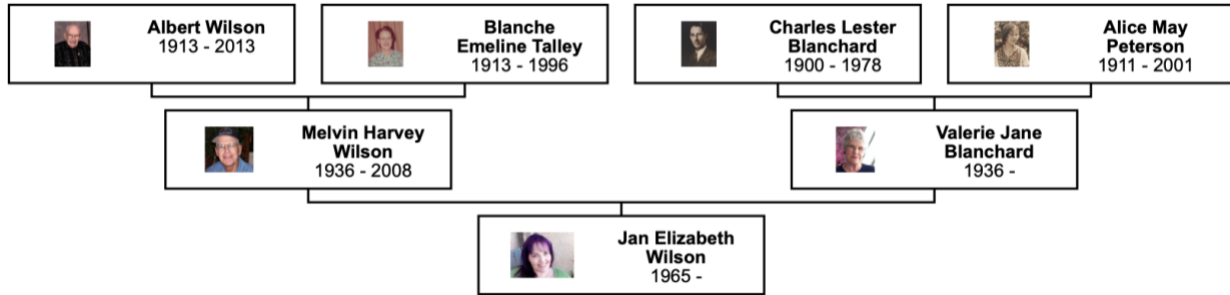 Albert Wilson
1913 - 2013
Blanche
Emeline Talley
1913 - 1996
Charles Lester
Blanchard
1900 - 1978
Alice May
Peterson
1911 - 2001
Melvin Harvey
Wilson
1936 - 2008
Valerie Jane
Blanchard
1936 -
Jan Elizabeth
Wilson
1965 -